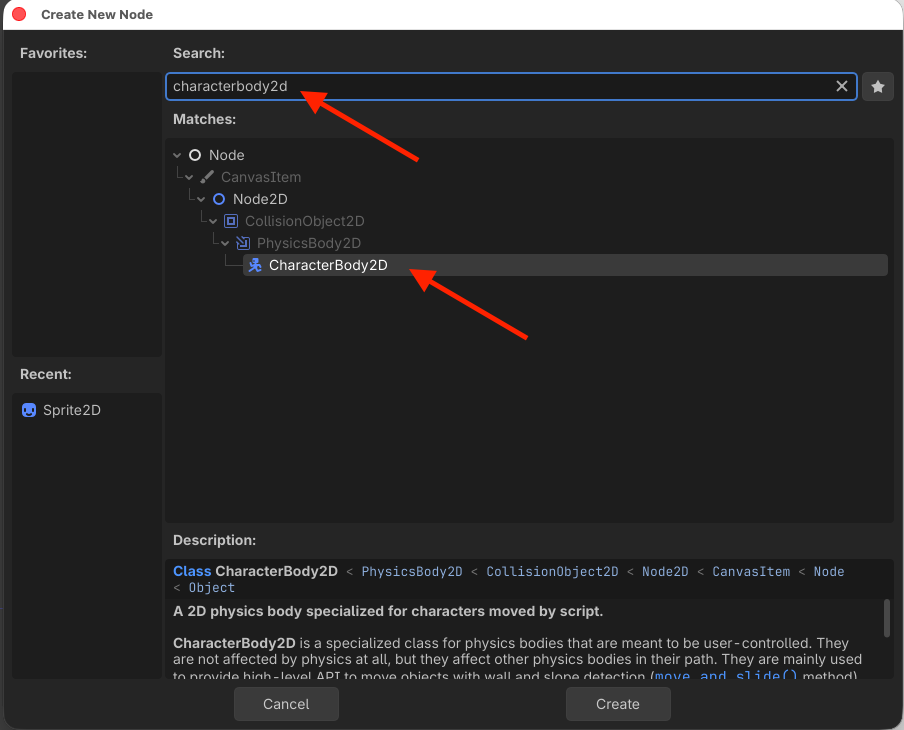 Create New Node
Favorites:
Search:
characterbody2d
Matches:
Node
CanvasItem
Node2D
CollisionObject2D
PhysicsBody2D
CharacterBody2D
Recent:
Sprite2D
Description:
Class CharacterBody2D < PhysicsBody2D < CollisionObject2D < Node2D < CanvasItem < Node
< Object
A 2D physics body specialized for characters moved by script.
CharacterBody2D is a specialized class for physics bodies that are meant to be user-controlled. They
are not affected by physics at all, but they affect other physics bodies in their path. They are mainly used
to provide high-level API to move objects with wall and slope detection (move_and_slide() method)
Cancel
Create